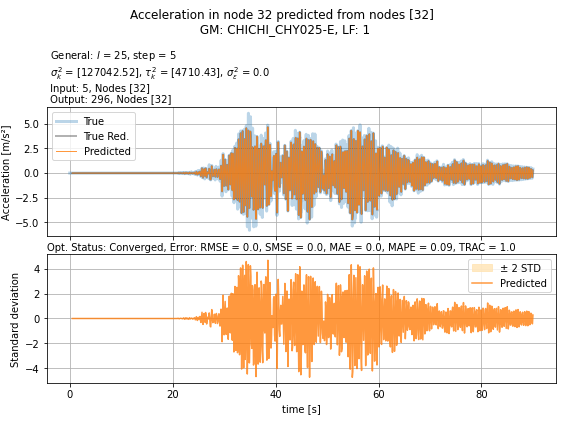 Acceleration in node 32 predicted from nodes [32]
GM: CHICHI_CHY025-E, LF: 1
General: l = 25, step = 5
σ²ₖ = [127042.52], τ²ₖ = [4710.43], σ²ₑ = 0.0
Input: 5, Nodes [32]
Output: 296, Nodes [32]
True
True Red.
Predicted
Acceleration [m/s²]
5.0
2.5
0.0
−2.5
−5.0
Opt. Status: Converged, Error: RMSE = 0.0, SMSE = 0.0, MAE = 0.0, MAPE = 0.09, TRAC = 1.0
± 2 STD
Predicted
Standard deviation
4
2
0
−2
−4
0 20 40 60 80
time [s]